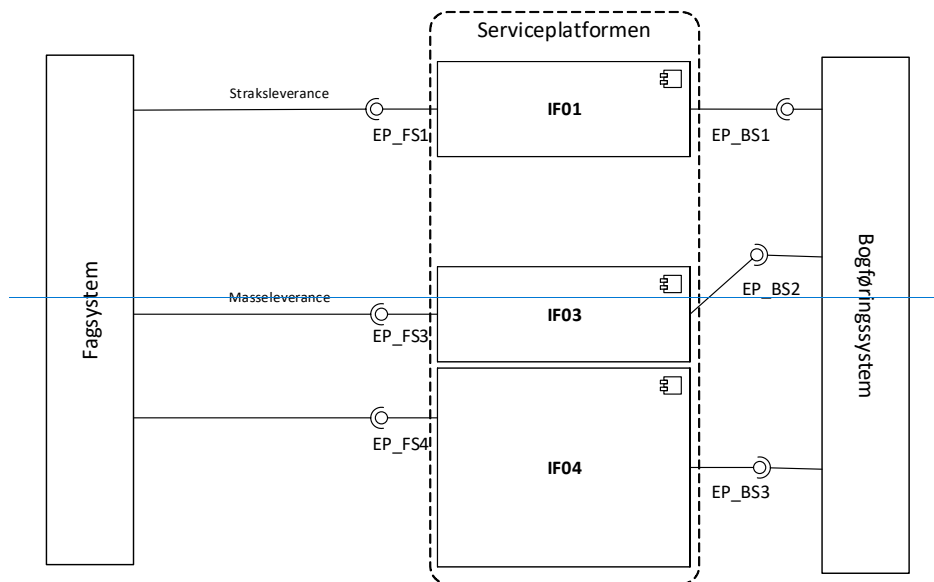 Serviceplatformen
Straksleverance
IF01
EP_FS1
EP_BS1
Fagsystem
Bogføringssystem
Masseleverance
EP_BS2
IF03
EP_FS3
EP_FS4
IF04
EP_BS3